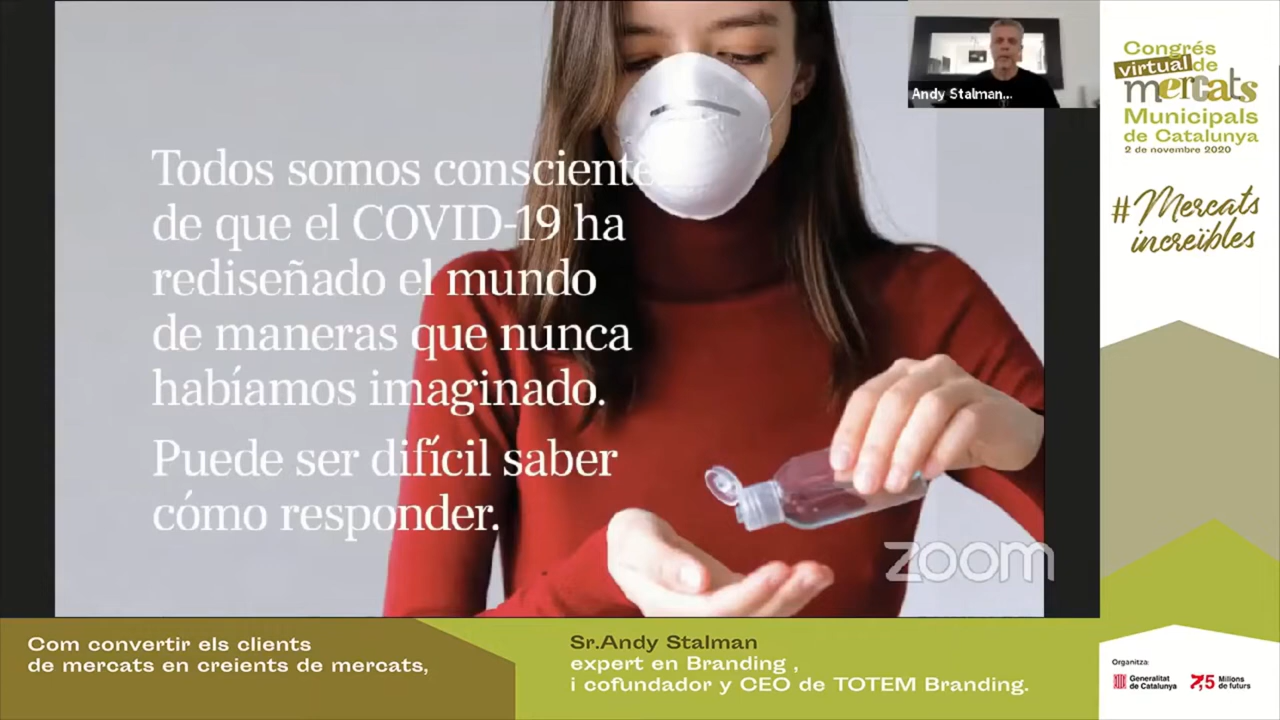 Todos somos consciente
de que el COVID-19 ha
rediseñado el mundo
de maneras que nunca
habíamos imaginado.
Puede ser difícil saber
cómo responder.
zoom
Andy Stalman...
Congrés
virtual de
mercats
Municipals
de Catalunya
2 de novembre 2020
#Mercats
increïbles
Com convertir els clients
de mercats en creients de mercats,
Sr.Andy Stalman
expert en Branding ,
i cofundador y CEO de TOTEM Branding.
Organitza:
Generalitat
de Catalunya
7,5 Milions
de futurs